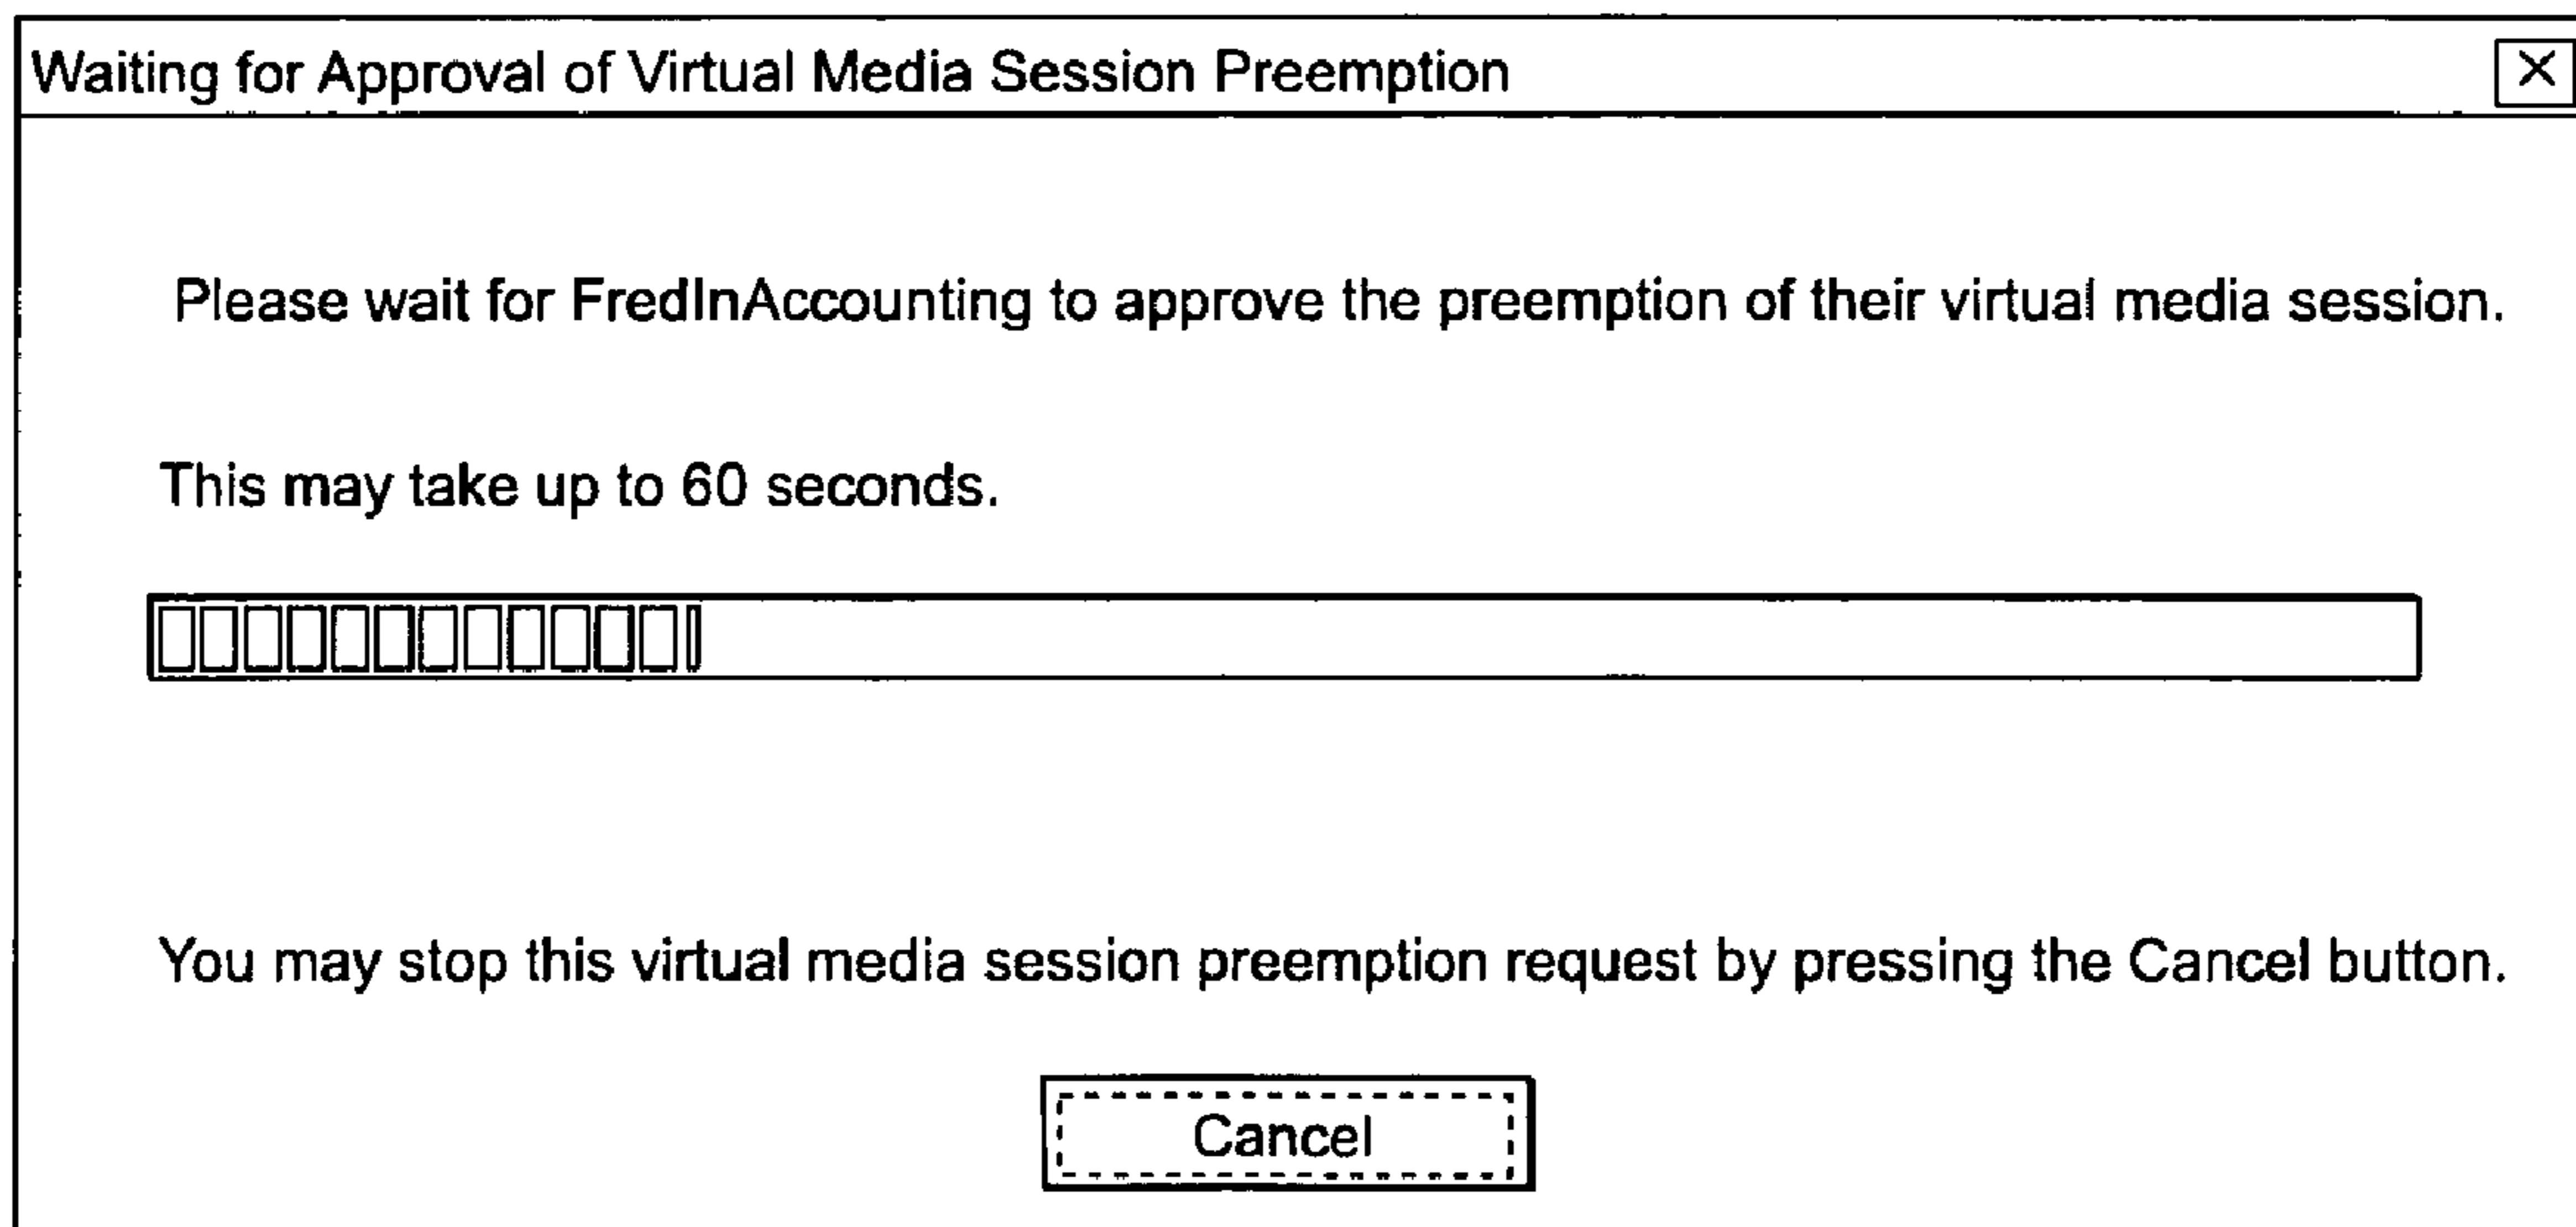 Waiting for Approval of Virtual Media Session Preemption
Please wait for FredInAccounting to approve the preemption of their virtual media session.
This may take up to 60 seconds.
You may stop this virtual media session preemption request by pressing the Cancel button.
Cancel